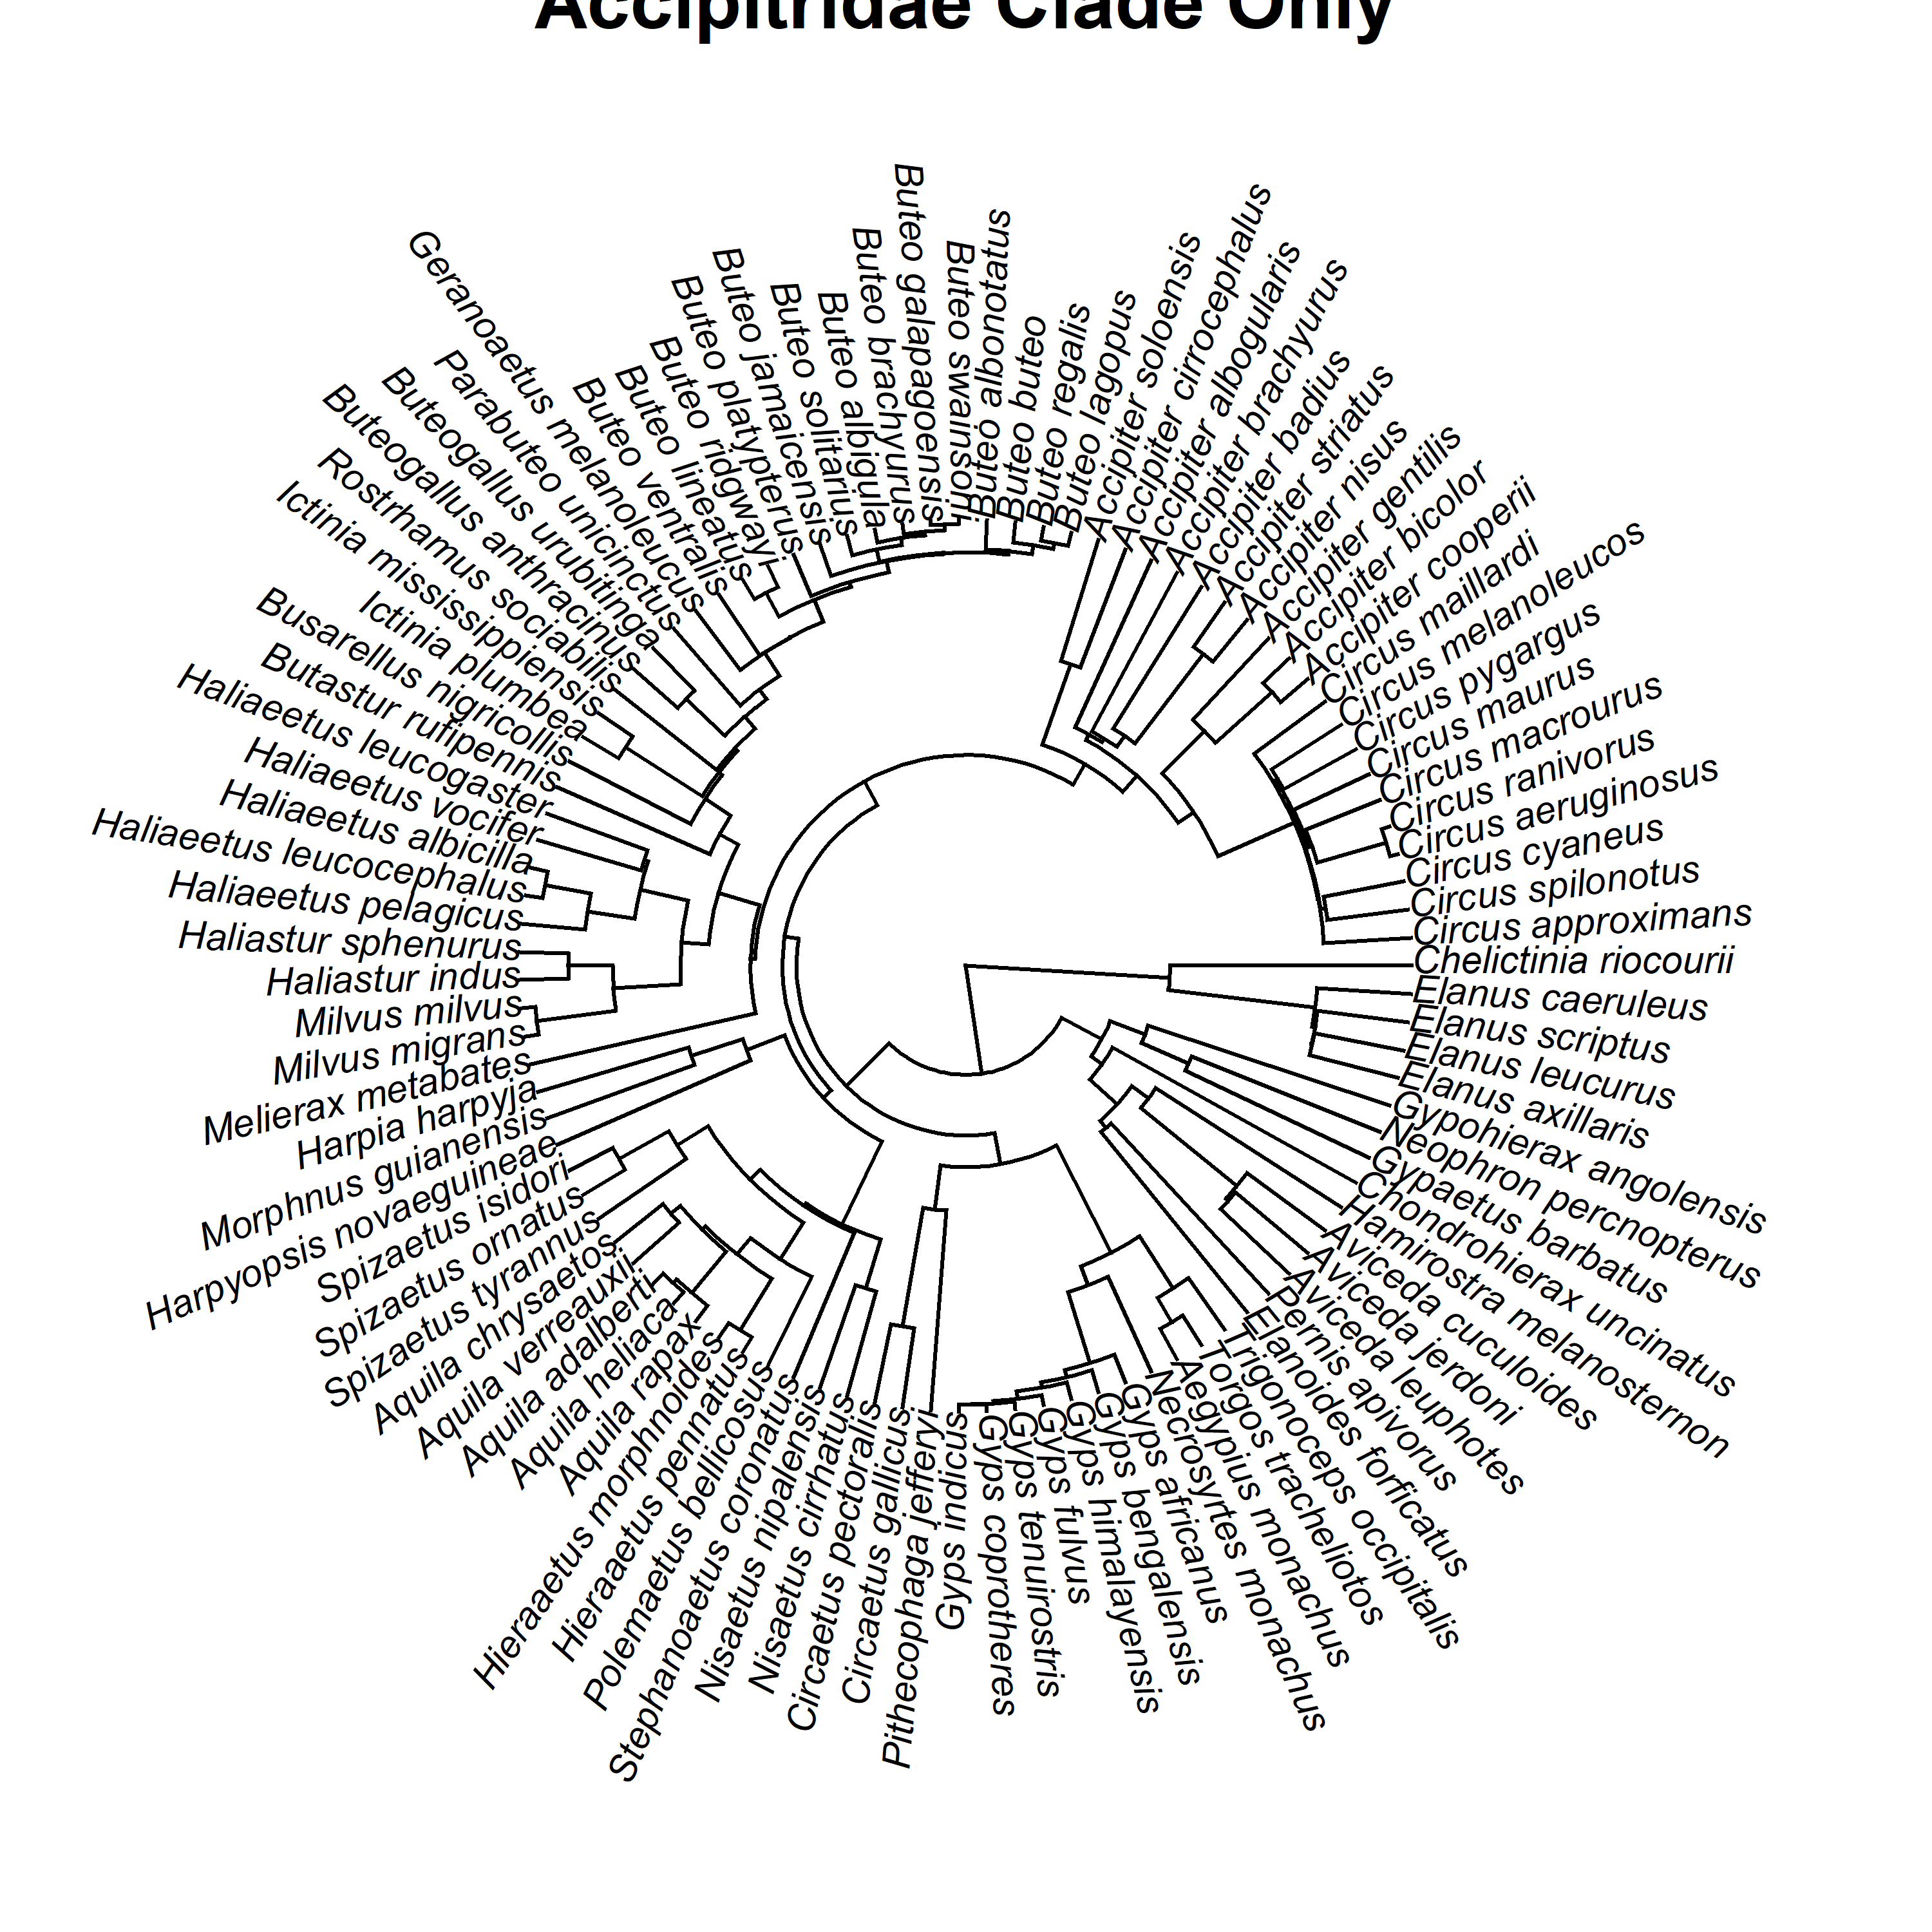 Accipitridae Clade Only
Buteo galapagoensis
Buteo swainsoni
Buteo albonotatus
Buteo buteo
Buteo regalis
Buteo lagopus
Accipiter soloensis
Accipiter cirrocephalus
Accipiter albogularis
Accipiter brachyurus
Accipiter badius
Accipiter striatus
Accipiter nisus
Accipiter gentilis
Accipiter bicolor
Accipiter cooperii
Circus maillardi
Circus melanoleucos
Circus pygargus
Circus maurus
Circus macrourus
Circus ranivorus
Circus aeruginosus
Circus cyaneus
Circus spilonotus
Circus approximans
Chelictinia riocourii
Elanus caeruleus
Elanus scriptus
Elanus leucurus
Elanus axillaris
Gypohierax angolensis
Neophron percnopterus
Gypaetus barbatus
Chondrohierax uncinatus
Hamirostra melanosternon
Aviceda cuculoides
Aviceda jerdoni
Aviceda leuphotes
Pernis apivorus
Elanoides forficatus
Trigonoceps occipitalis
Torgos tracheliotos
Aegypius monachus
Necrosyrtes monachus
Gyps africanus
Gyps bengalensis
Gyps himalayensis
Gyps fulvus
Gyps tenuirostris
Gyps coprotheres
Gyps indicus
Pithecophaga jefferyi
Circaetus gallicus
Circaetus pectoralis
Nisaetus cirrhatus
Nisaetus nipalensis
Stephanoaetus coronatus
Polemaetus bellicosus
Hieraaetus pennatus
Hieraaetus morphnoides
Aquila rapax
Aquila heliaca
Aquila adalberti
Aquila verreauxii
Aquila chrysaetos
Spizaetus tyrannus
Spizaetus ornatus
Spizaetus isidori
Harpyopsis novaeguineae
Morphnus guianensis
Harpia harpyja
Melierax metabates
Milvus migrans
Milvus milvus
Haliastur indus
Haliastur sphenurus
Haliaeetus pelagicus
Haliaeetus leucocephalus
Haliaeetus albicilla
Haliaeetus vocifer
Haliaeetus leucogaster
Butastur rufipennis
Busarellus nigricollis
Ictinia plumbea
Ictinia mississippiensis
Rostrhamus sociabilis
Buteogallus anthracinus
Buteogallus urubitinga
Parabuteo unicinctus
Geranoaetus melanoleucus
Buteo ventralis
Buteo lineatus
Buteo ridgwayi
Buteo platypterus
Buteo jamaicensis
Buteo solitarius
Buteo albigula
Buteo brachyurus